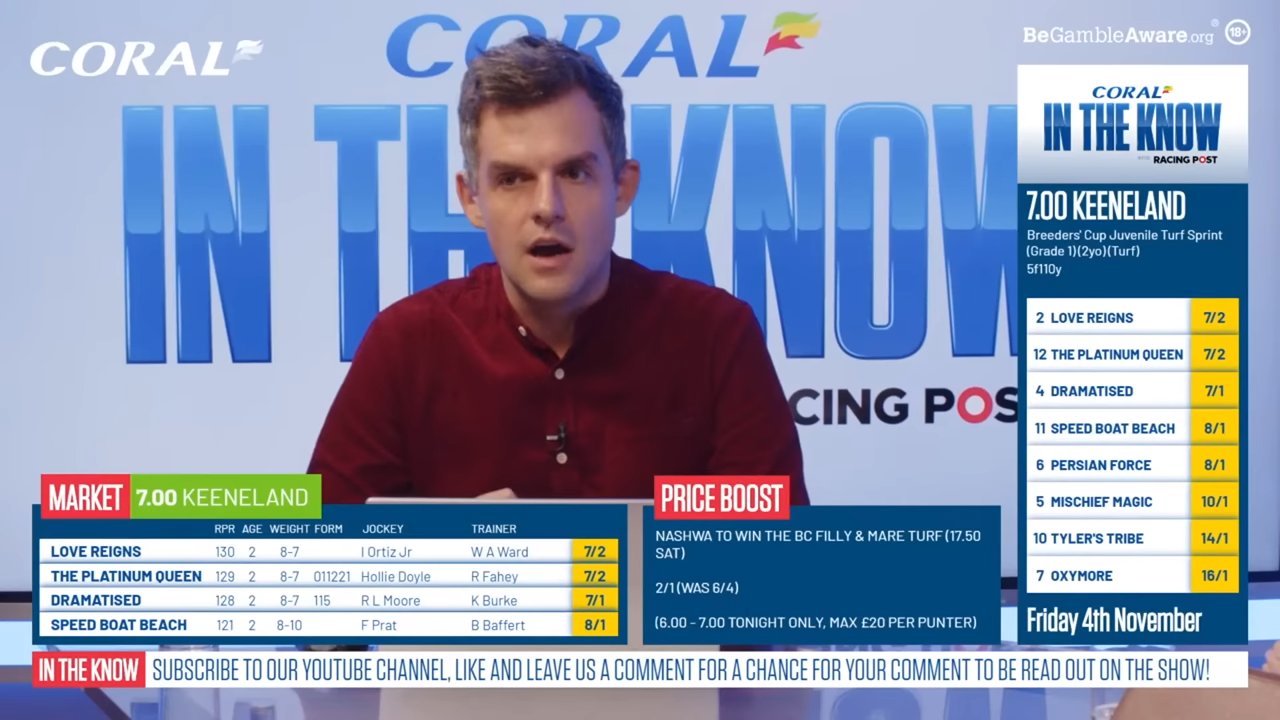 CORAL
CORAL
IN THE KNOW
CING POS
BeGambleAware.org® 18+
CORAL
IN THE KNOW
WITH RACING POST
7.00 KEENELAND
Breeders' Cup Juvenile Turf Sprint
(Grade 1)(2yo)(Turf)
5f110y
2 LOVE REIGNS 7/2
12 THE PLATINUM QUEEN 7/2
4 DRAMATISED 7/1
11 SPEED BOAT BEACH 8/1
6 PERSIAN FORCE 8/1
5 MISCHIEF MAGIC 10/1
10 TYLER'S TRIBE 14/1
7 OXYMORE 16/1
Friday 4th November
MARKET 7.00 KEENELAND
RPR AGE WEIGHT FORM JOCKEY TRAINER
LOVE REIGNS 130 2 8-7 I Ortiz Jr W A Ward 7/2
THE PLATINUM QUEEN 129 2 8-7 011221 Hollie Doyle R Fahey 7/2
DRAMATISED 128 2 8-7 115 R L Moore K Burke 7/1
SPEED BOAT BEACH 121 2 8-10 F Prat B Baffert 8/1
PRICE BOOST
NASHWA TO WIN THE BC FILLY & MARE TURF (17.50
SAT)
2/1 (WAS 6/4)
(6.00 - 7.00 TONIGHT ONLY, MAX £20 PER PUNTER)
IN THE KNOW SUBSCRIBE TO OUR YOUTUBE CHANNEL, LIKE AND LEAVE US A COMMENT FOR A CHANCE FOR YOUR COMMENT TO BE READ OUT ON THE SHOW!